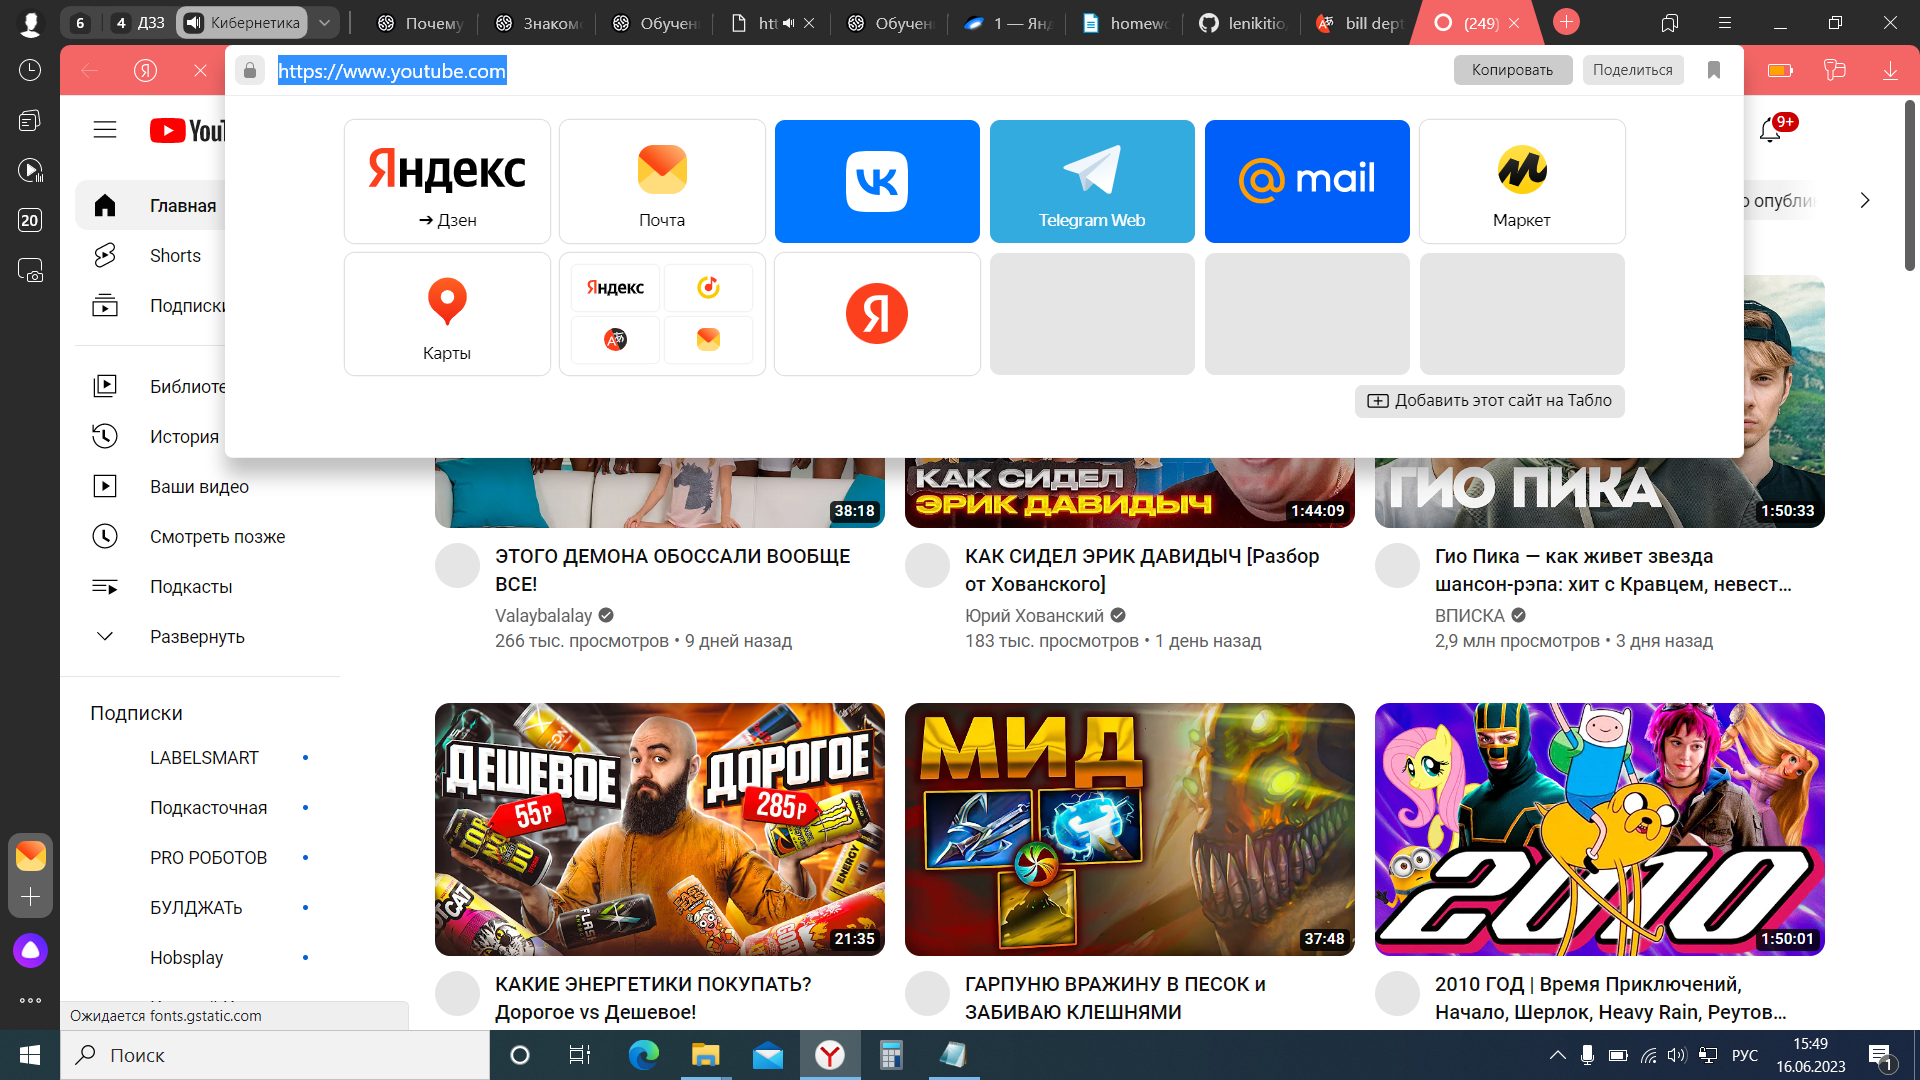 6
4 ДЗЗ
Кибернетика
Почему
Знаком
Обучен
htt
Обучен
1 — Ян
homew
lenikitio
bill dept
(249)
https://www.youtube.com
Копировать
Поделиться
20
Яндекс
➔ Дзен
Почта
Telegram Web
mail
Маркет
Карты
Яндекс
Я
Добавить этот сайт на Табло
9+
Главная
Shorts
Подписки
Библиоте
История
Ваши видео
Смотреть позже
Подкасты
Развернуть
Подписки
LABELSMART
Подкасточная
PRO РОБОТОВ
БУЛДЖАТЬ
Hobsplay
Ожидается fonts.gstatic.com
о опубли
38:18
КАК СИДЕЛ
ЭРИК ДАВИДЫЧ
1:44:09
ГИО ПИКА
1:50:33
ЭТОГО ДЕМОНА ОБОССАЛИ ВООБЩЕ
ВСЕ!
Valaybalalay
266 тыс. просмотров • 9 дней назад
КАК СИДЕЛ ЭРИК ДАВИДЫЧ [Разбор
от Хованского]
Юрий Хованский
183 тыс. просмотров • 1 день назад
Гио Пика — как живет звезда
шансон-рэпа: хит с Кравцем, невест...
ВПИСКА
2,9 млн просмотров • 3 дня назад
ДЕШЕВОЕ
55р
ДОРОГОЕ
285р
ENERGY
FLASH
21:35
МИД
37:48
2010
1:50:01
КАКИЕ ЭНЕРГЕТИКИ ПОКУПАТЬ?
Дорогое vs Дешевое!
ГАРПУНЮ ВРАЖИНУ В ПЕСОК и
ЗАБИВАЮ КЛЕШНЯМИ
2010 ГОД | Время Приключений,
Начало, Шерлок, Heavy Rain, Реутов...
Поиск
РУС
15:49
16.06.2023
1